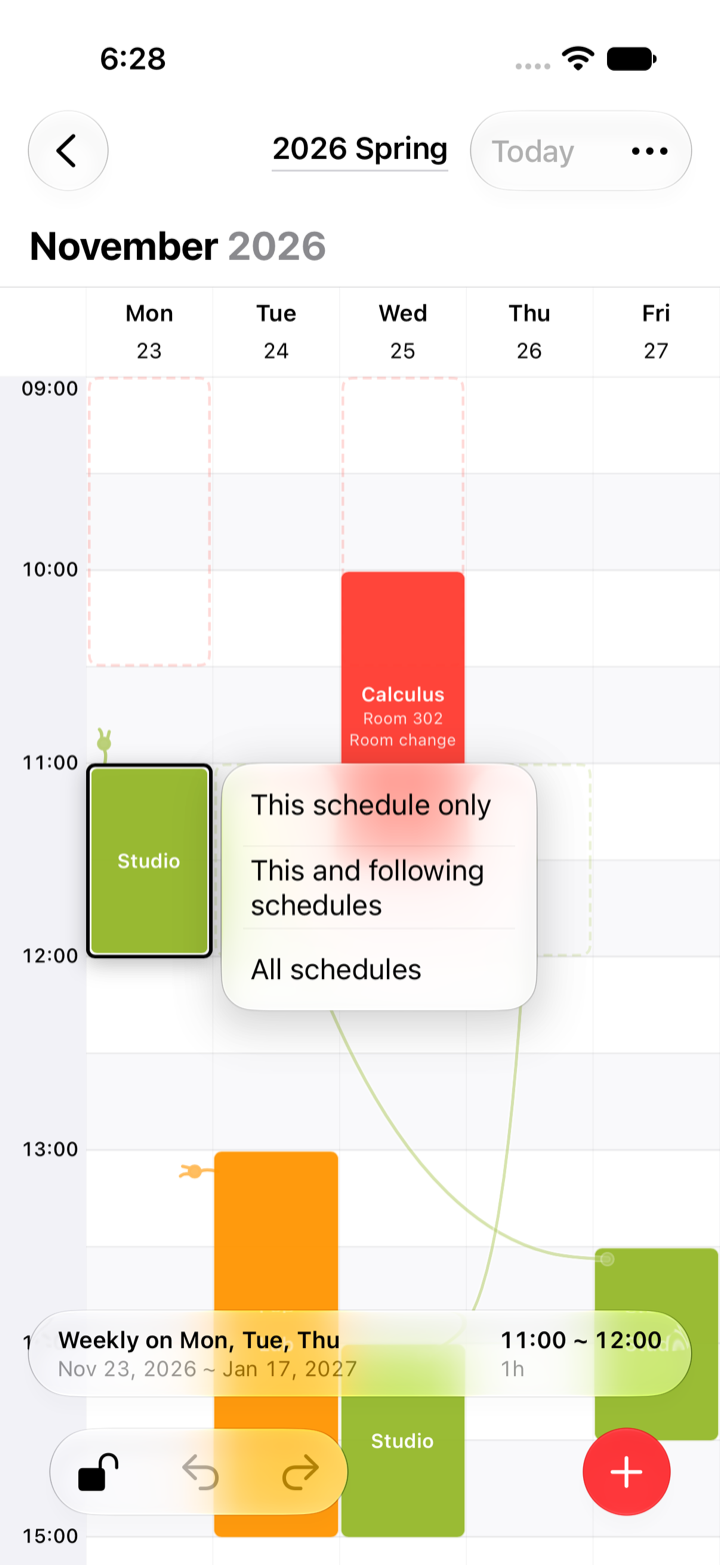 6:28
2026 Spring
Today
November 2026
Mon
Tue
Wed
Thu
Fri
23
24
25
26
27
09:00
10:00
Calculus
Room 302
Room change
11:00
This schedule only
Studio
This and following
schedules
12:00
All schedules
13:00
Weekly on Mon, Tue, Thu
11:00 ~ 12:00
Nov 23, 2026 ~ Jan 17, 2027
1h
Studio
15:00